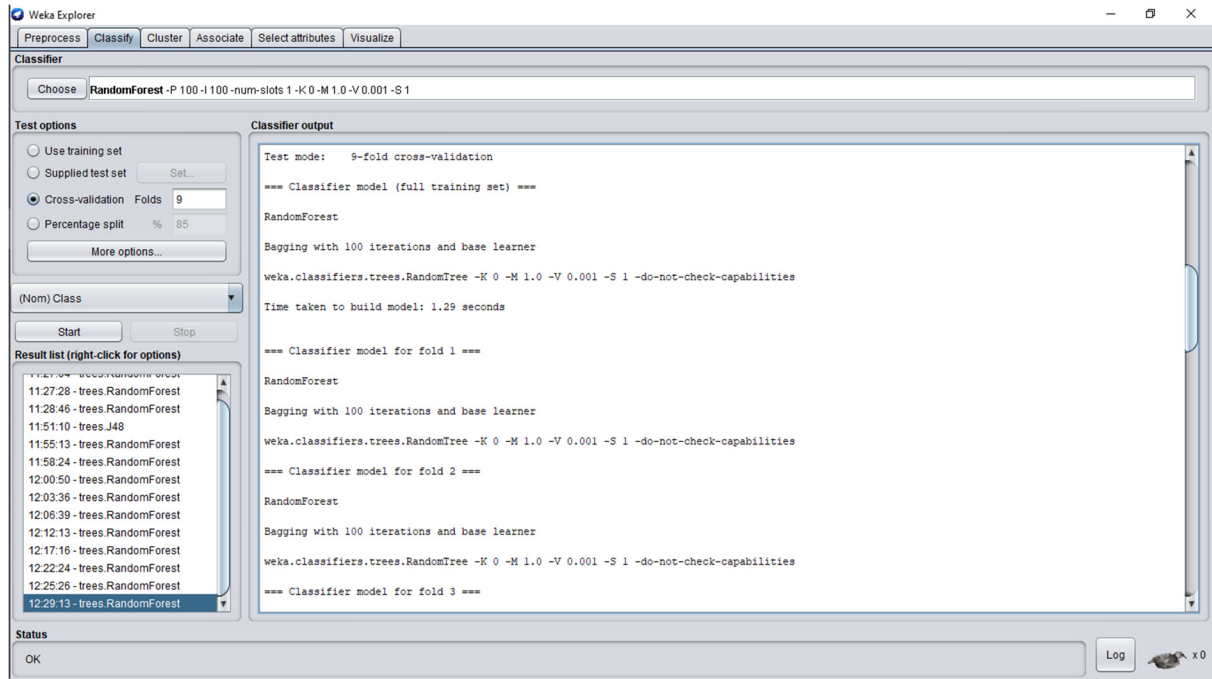 Weka Explorer
Preprocess Classify Cluster Associate Select attributes Visualize
Classifier
Choose RandomForest -P 100 -I 100 -num-slots 1 -K 0 -M 1.0 -V 0.001 -S 1
Test options
Use training set
Supplied test set Set...
Cross-validation Folds 9
Percentage split % 85
More options...
(Nom) Class
Start Stop
Result list (right-click for options)
11:27:28 - trees.RandomForest
11:28:46 - trees.RandomForest
11:51:10 - trees.J48
11:55:13 - trees.RandomForest
11:58:24 - trees.RandomForest
12:00:50 - trees.RandomForest
12:03:36 - trees.RandomForest
12:06:39 - trees.RandomForest
12:12:13 - trees.RandomForest
12:17:16 - trees.RandomForest
12:22:24 - trees.RandomForest
12:25:26 - trees.RandomForest
12:29:13 - trees.RandomForest
Classifier output
Test mode:    9-fold cross-validation
=== Classifier model (full training set) ===
RandomForest
Bagging with 100 iterations and base learner
weka.classifiers.trees.RandomTree -K 0 -M 1.0 -V 0.001 -S 1 -do-not-check-capabilities
Time taken to build model: 1.29 seconds
=== Classifier model for fold 1 ===
RandomForest
Bagging with 100 iterations and base learner
weka.classifiers.trees.RandomTree -K 0 -M 1.0 -V 0.001 -S 1 -do-not-check-capabilities
=== Classifier model for fold 2 ===
RandomForest
Bagging with 100 iterations and base learner
weka.classifiers.trees.RandomTree -K 0 -M 1.0 -V 0.001 -S 1 -do-not-check-capabilities
=== Classifier model for fold 3 ===
Status
OK
Log x 0